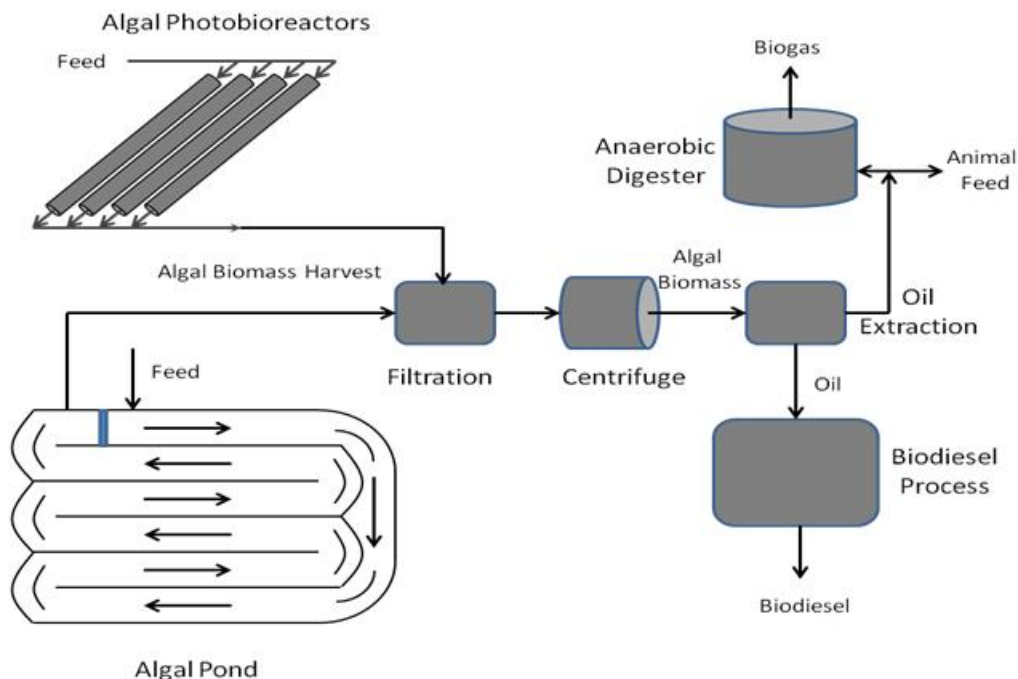 Algal Photobioreactors
Feed
Biogas
Anaerobic
Digester
Animal
Feed
Algal Biomass Harvest
Algal
Biomass
Oil
Extraction
Filtration
Centrifuge
Feed
Oil
Biodiesel
Process
Biodiesel
Algal Pond